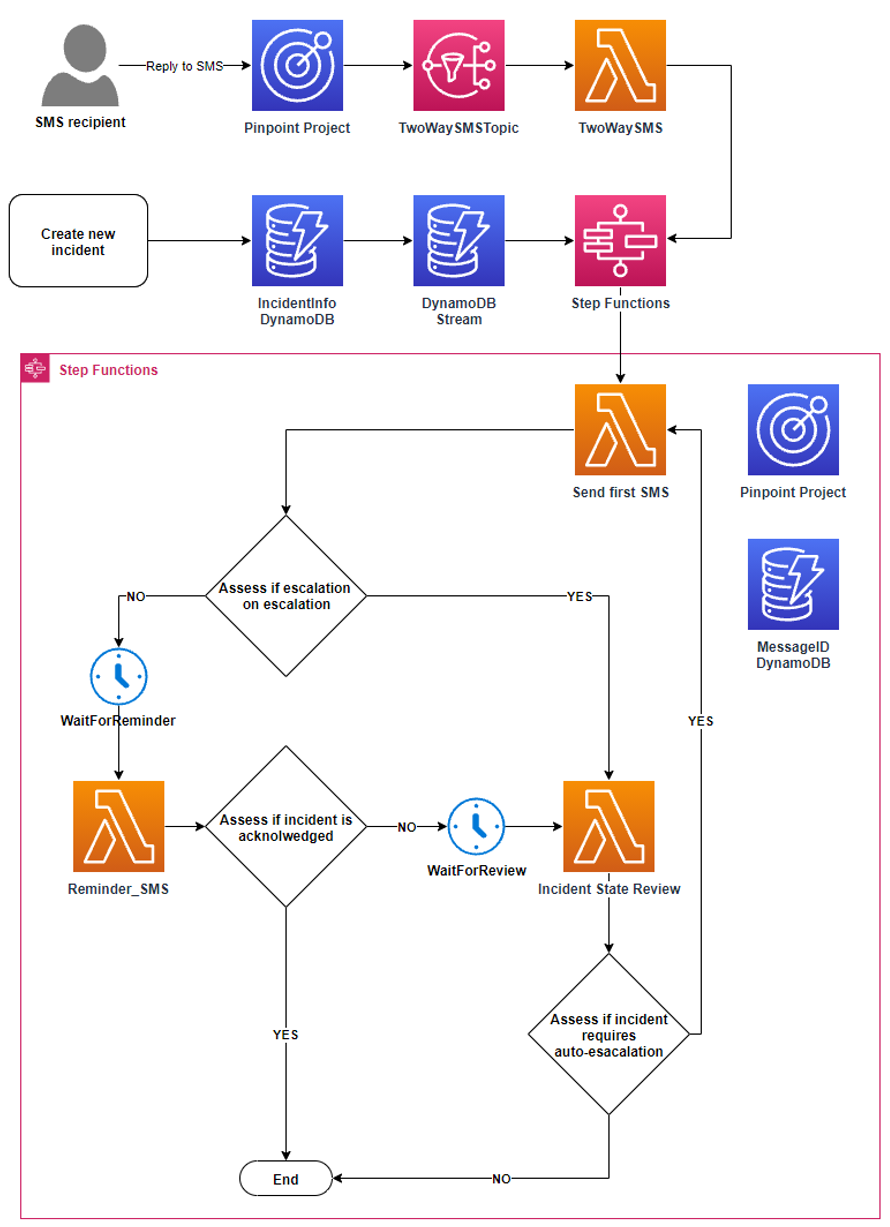 Reply to SMS
SMS recipient
Pinpoint Project
TwoWaySMSTopic
TwoWaySMS
Create new
incident
IncidentInfo
DynamoDB
DynamoDB
Stream
Step Functions
Step Functions
Send first SMS
Pinpoint Project
Assess if escalation
on escalation
NO
YES
MessageID
DynamoDB
WaitForReminder
YES
Assess if incident is
acknolwedged
NO
WaitForReview
Reminder_SMS
Incident State Review
Assess if incident
requires
auto-esacalation
YES
End
NO